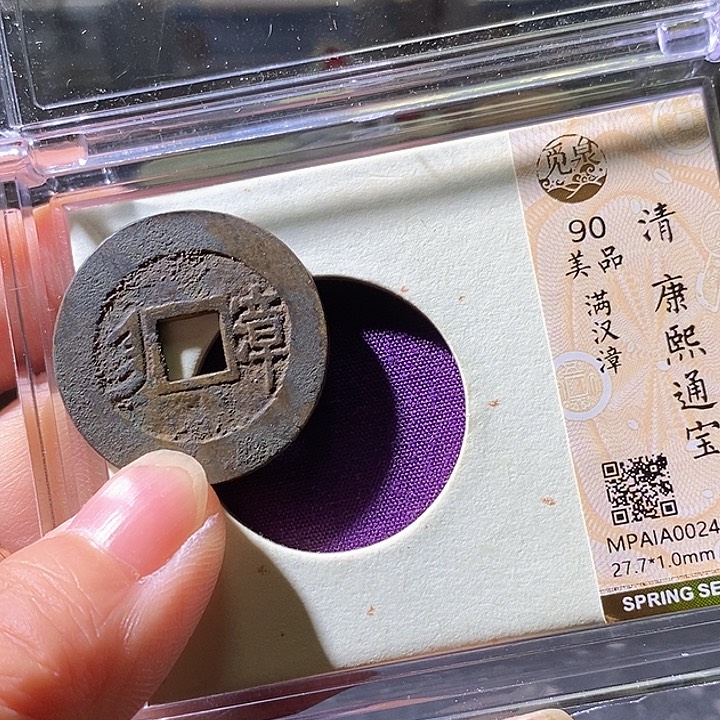 漳
觅泉
90
美品
满汉漳
清 康熙通宝
MPAIA0024
27.7*1.0mm
SPRING SE